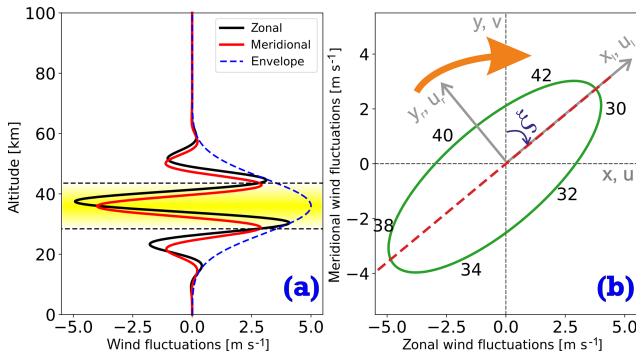 100
80
60
40
20
0
Altitude [km]
Zonal
Meridional
Envelope
(a)
−5.0 −2.5 0.0 2.5 5.0
Wind fluctuations [m s⁻¹]
y, v
x_l, u_l
y_r, u_r
42
30
40
ξ
x, u
32
38
34
4
2
0
−2
−4
Meridional wind fluctuations [m s⁻¹]
(b)
−5.0 −2.5 0.0 2.5 5.0
Zonal wind fluctuations [m s⁻¹]